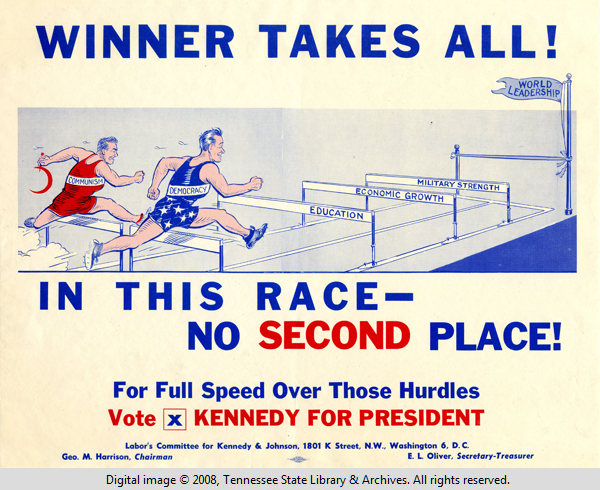 WINNER TAKES ALL!
WORLD
LEADERSHIP
COMMUNISM
DEMOCRACY
MILITARY STRENGTH
ECONOMIC GROWTH
EDUCATION
IN THIS RACE—
NO SECOND PLACE!
For Full Speed Over Those Hurdles
Vote x KENNEDY FOR PRESIDENT
Labor's Committee for Kennedy & Johnson, 1801 K Street, N.W., Washington 6, D.C.
Geo. M. Harrison, Chairman E. L. Oliver, Secretary-Treasurer
Digital image © 2008, Tennessee State Library & Archives. All rights reserved.